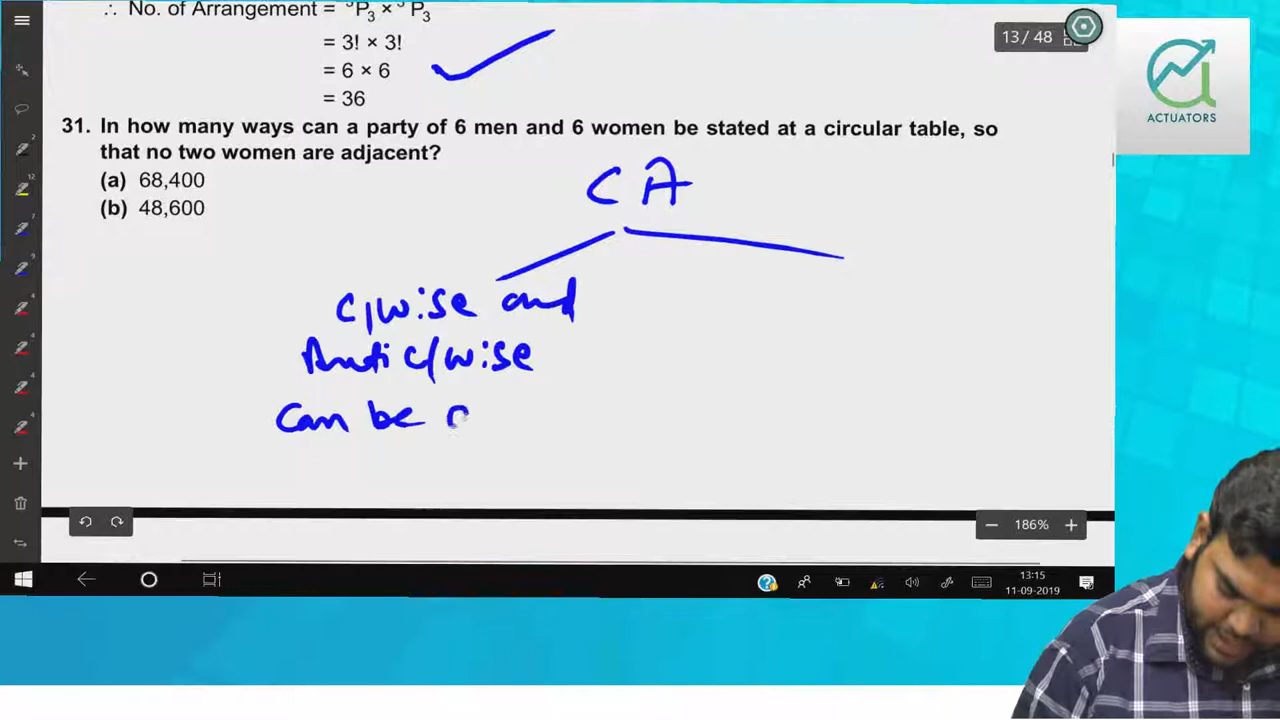 ∴ No. of Arrangement = ³P₃ × ³P₃
= 3! × 3!
= 6 × 6
= 36
13 / 48
ACTUATORS
31. In how many ways can a party of 6 men and 6 women be stated at a circular table, so
that no two women are adjacent?
(a) 68,400
(b) 48,600
C A
C/wise and
Anti C/wise
Can be
186%
13:15
11-09-2019